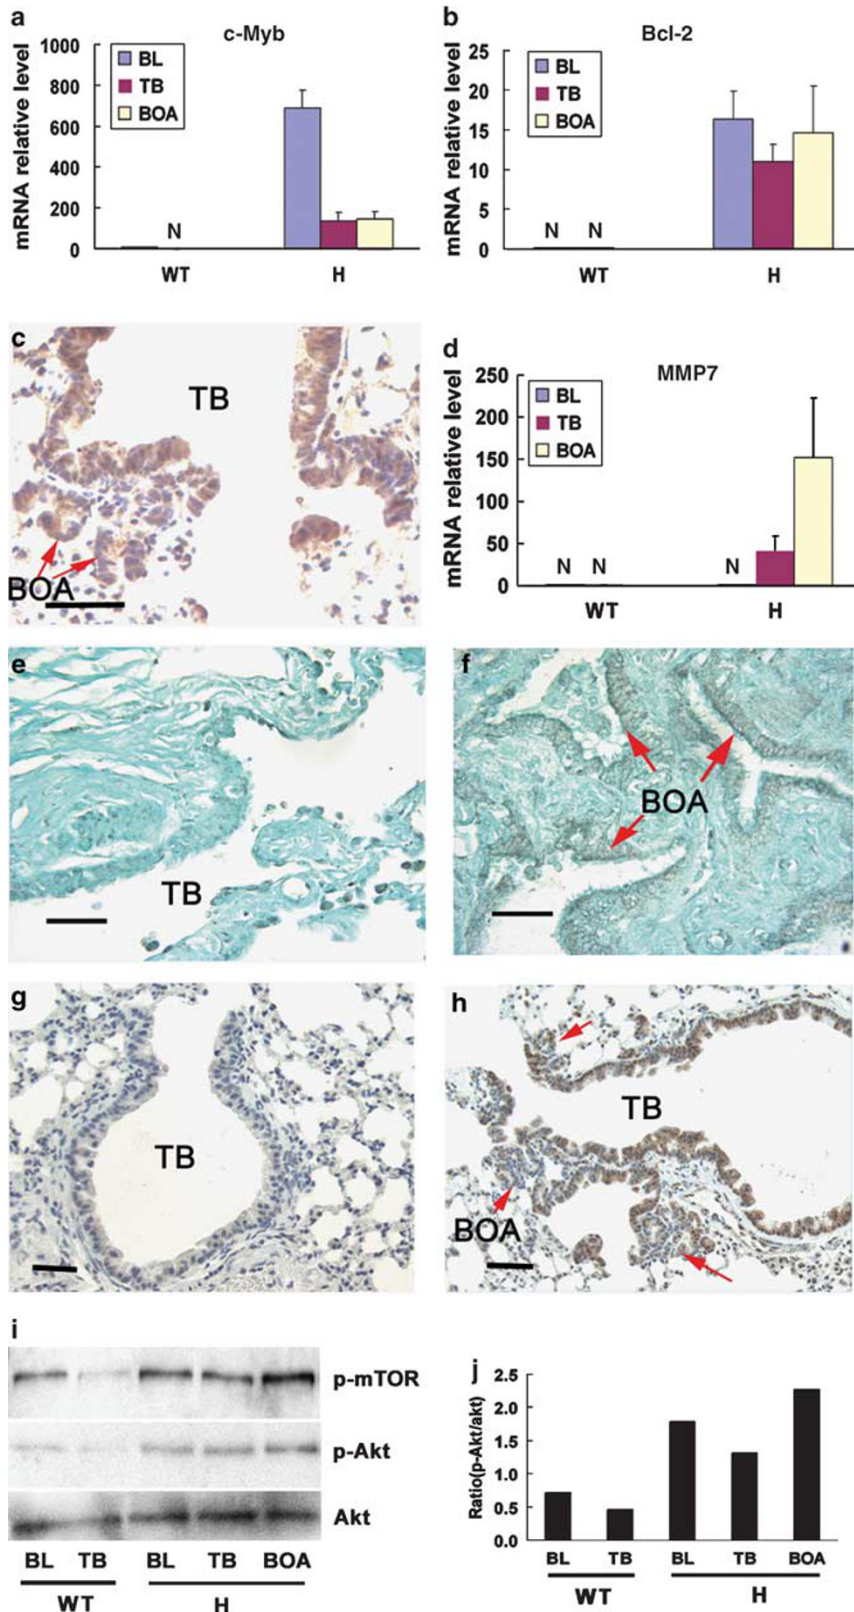 a
c-Myb
mRNA relative level
1000
800
600
400
200
0
BL
TB
BOA
N
WT
H
b
Bcl-2
mRNA relative level
25
20
15
10
5
0
BL
TB
BOA
N N
WT
H
c
TB
BOA
d
MMP7
mRNA relative level
250
200
150
100
50
0
BL
TB
BOA
N N
N
WT
H
e
TB
f
BOA
g
TB
h
TB
BOA
i
p-mTOR
p-Akt
Akt
BL TB BL TB BOA
WT H
j
Ratio(p-Akt/akt)
2.5
2.0
1.5
1.0
0.5
0.0
BL TB BL TB BOA
WT H